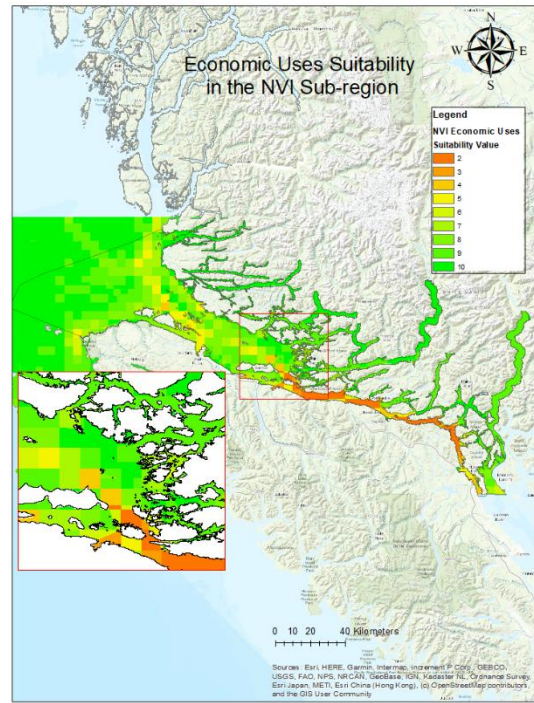 Economic Uses Suitability
in the NVI Sub-region
N
W
E
S
Legend
NVI Economic Uses
Suitability Value
2
3
4
5
6
7
8
9
10
0 10 20 40 Kilometers
Sources: Esri, HERE, Garmin, Intermap, increment P Corp., GEBCO,
USGS, FAO, NPS, NRCAN, GeoBase, IGN, Kadaster NL, Ordnance Survey,
Esri Japan, METI, Esri China (Hong Kong), (c) OpenStreetMap contributors,
and the GIS User Community